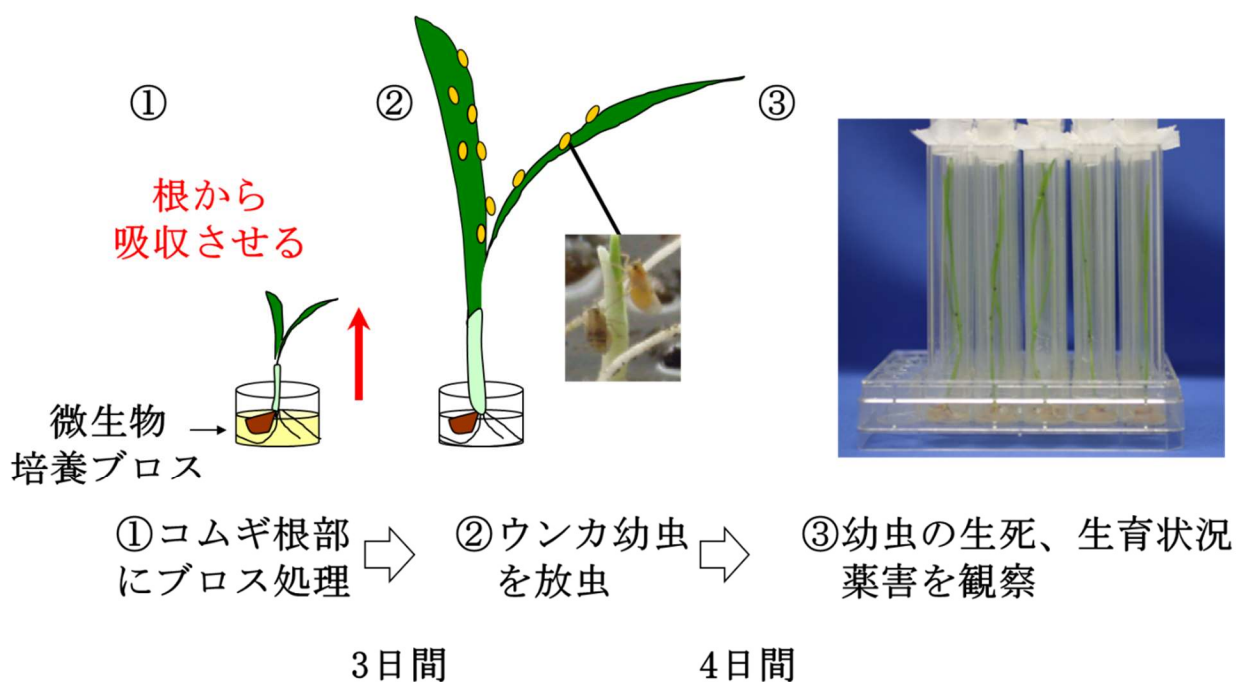 ①
②
③
根から
吸収させる
微生物
培養ブロス
①コムギ根部
にブロス処理
②ウンカ幼虫
を放虫
③幼虫の生死、生育状況
薬害を観察
3日間
4日間